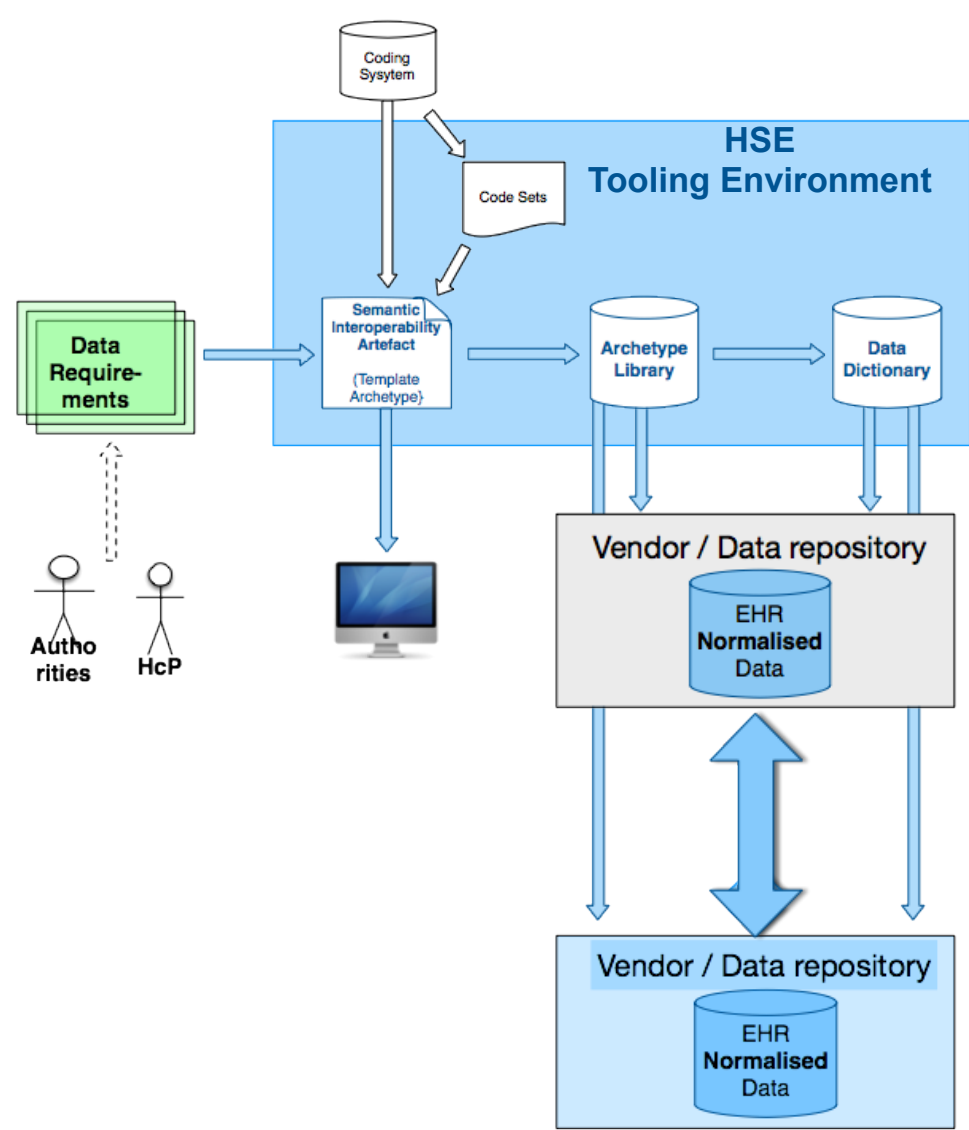 Coding
Sysytem
HSE
Tooling Environment
Code Sets
Semantic
Interoperability
Artefact
{Template
Archetype}
Archetype
Library
Data
Dictionary
Data
Require-
ments
Vendor / Data repository
EHR
Normalised
Data
Autho
rities
HcP
Vendor / Data repository
EHR
Normalised
Data